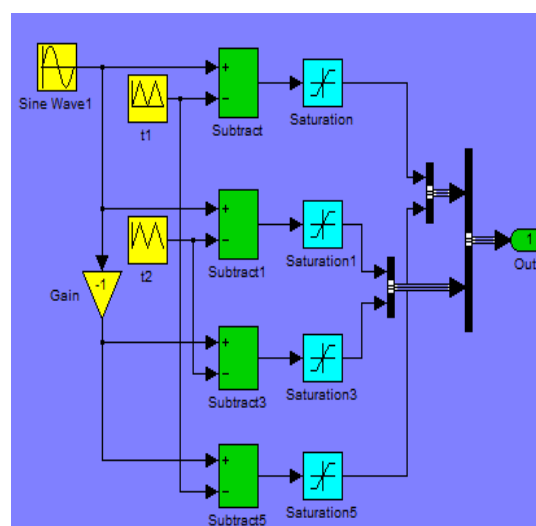 +
−
Sine Wave1
t1
Subtract
Saturation
+
−
t2
Subtract1
Saturation1
1
Out
-1
Gain
+
−
Subtract3
Saturation3
+
−
Subtract5
Saturation5